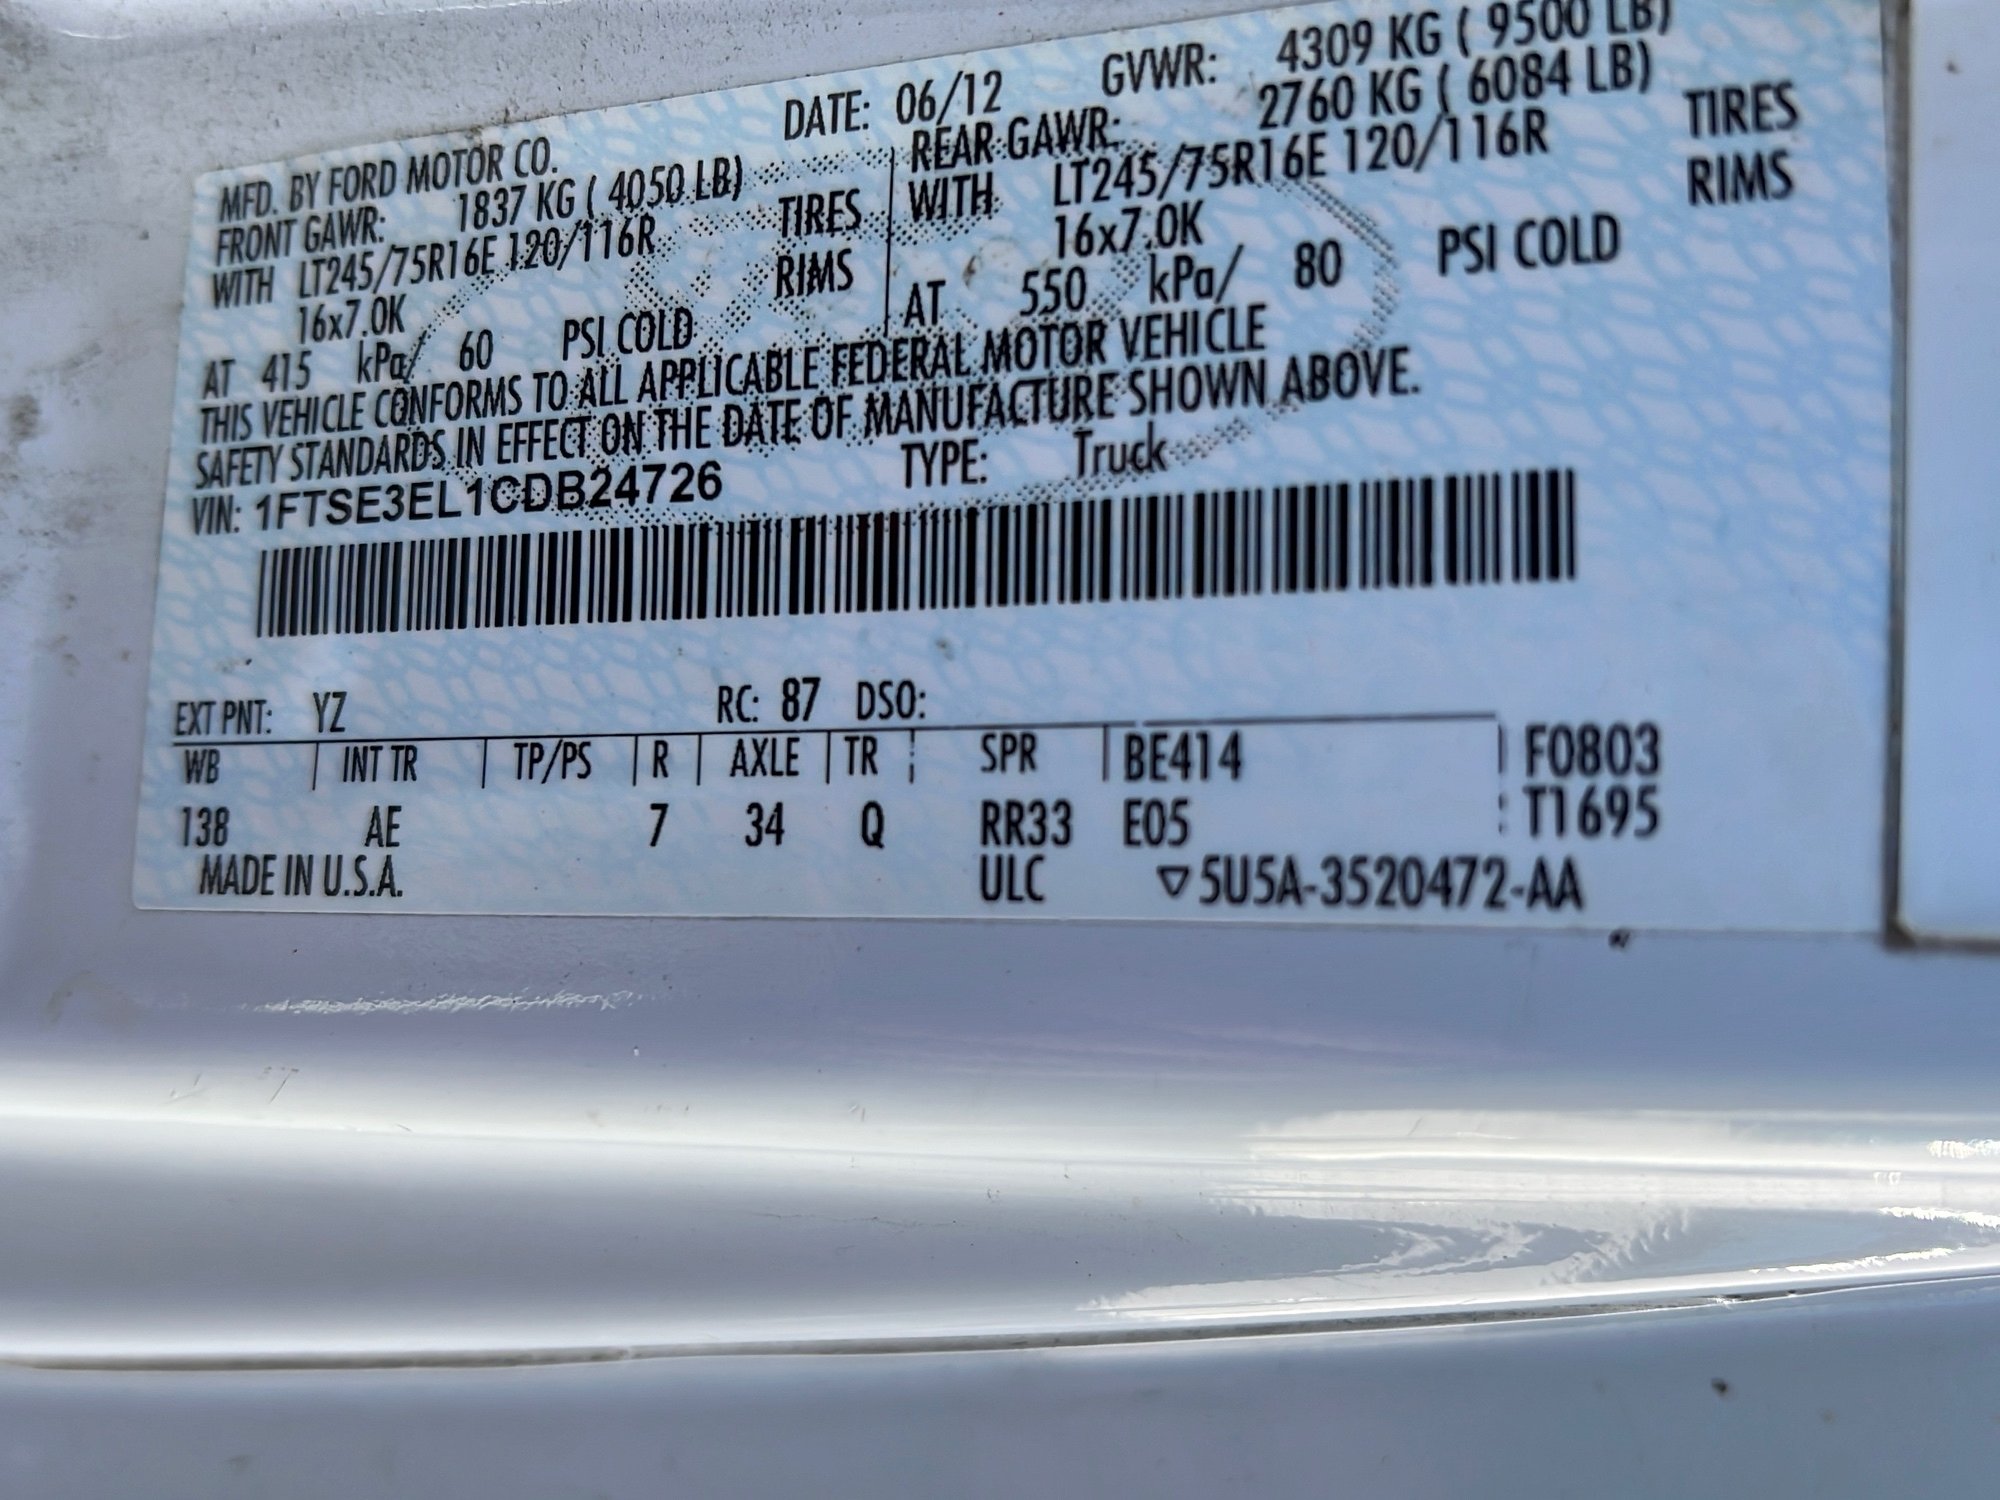 MFD. BY FORD MOTOR CO. DATE: 06/12 GVWR: 4309 KG ( 9500 LB)
FRONT GAWR: 1837 KG ( 4050 LB) REAR GAWR: 2760 KG ( 6084 LB)
WITH LT245/75R16E 120/116R TIRES WITH LT245/75R16E 120/116R TIRES
16x7.0K RIMS 16x7.0K RIMS
AT 415 kPa/ 60 PSI COLD AT 550 kPa/ 80 PSI COLD
THIS VEHICLE CONFORMS TO ALL APPLICABLE FEDERAL MOTOR VEHICLE
SAFETY STANDARDS IN EFFECT ON THE DATE OF MANUFACTURE SHOWN ABOVE.
VIN: 1FTSE3EL1CDB24726 TYPE: Truck
EXT PNT: YZ RC: 87 DSO:
WB INT TR TP/PS R AXLE TR SPR BE414 F0803
138 AE 7 34 Q RR33 E05 T1695
MADE IN U.S.A. ULC ▽5U5A-3520472-AA